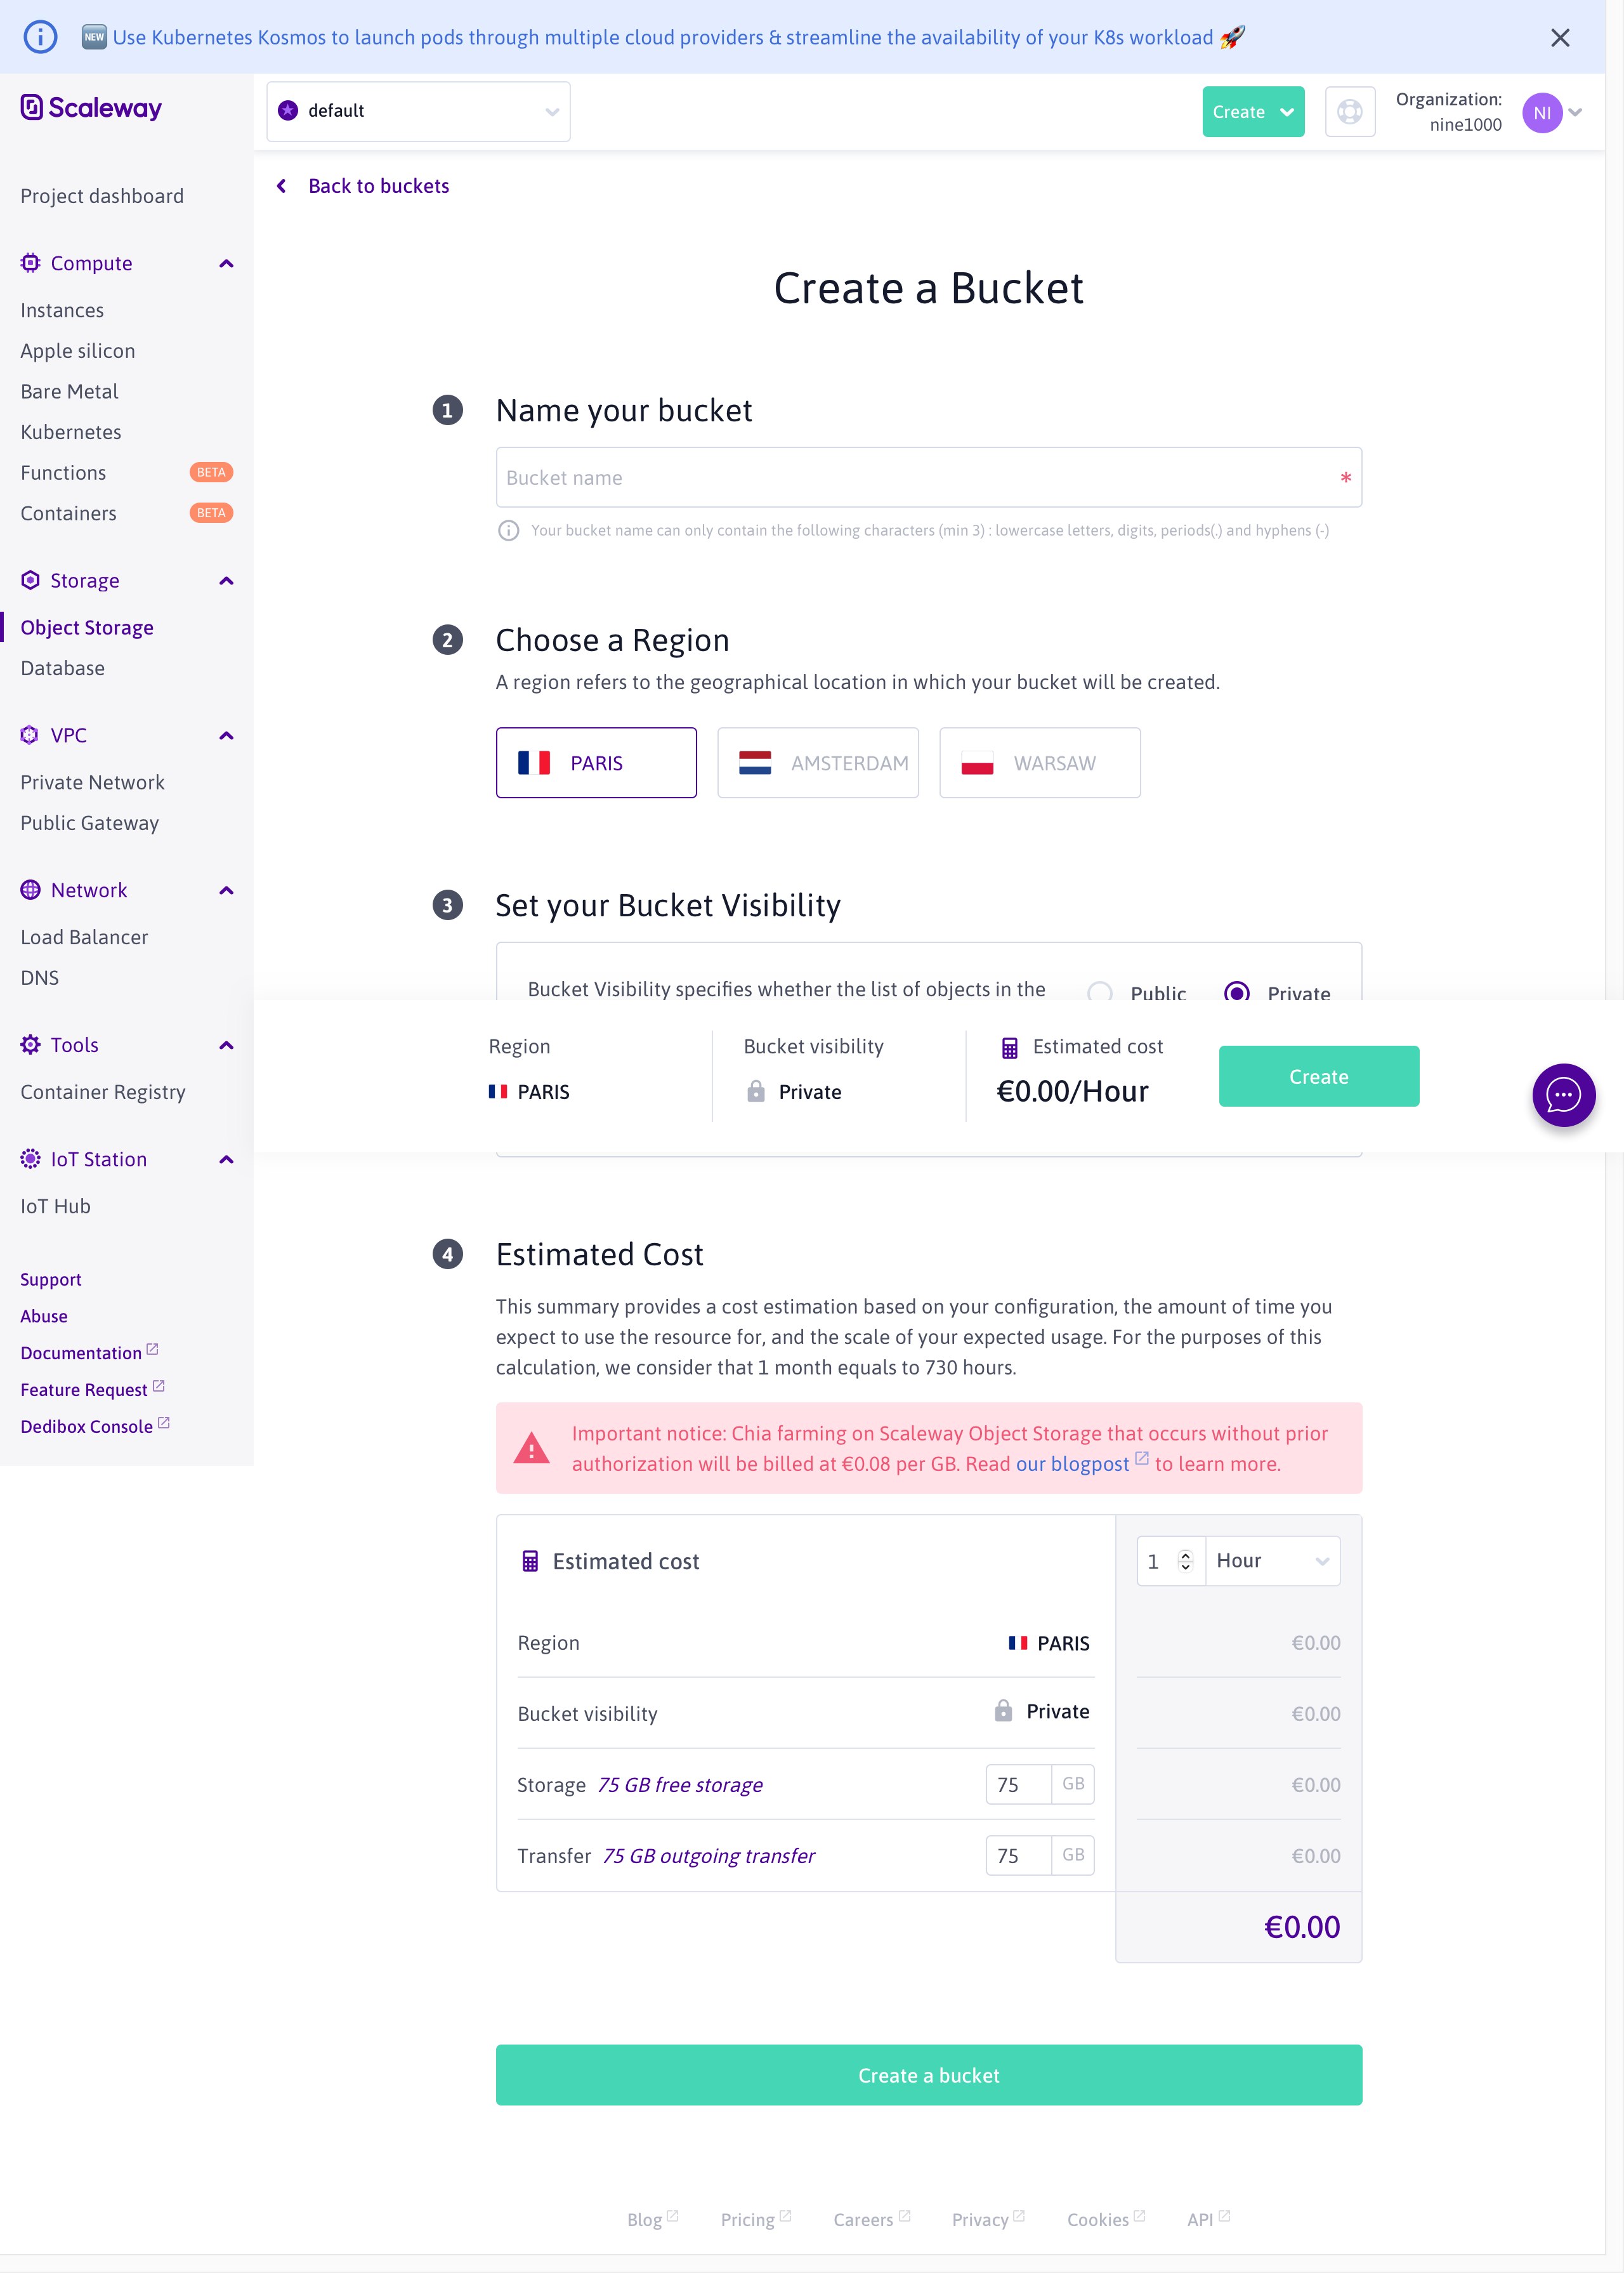 🆕 Use Kubernetes Kosmos to launch pods through multiple cloud providers & streamline the availability of your K8s workload 🚀
Scaleway
default
Create
Organization:
nine1000
NI
Project dashboard
Compute
Instances
Apple silicon
Bare Metal
Kubernetes
Functions BETA
Containers BETA
Storage
Object Storage
Database
VPC
Private Network
Public Gateway
Network
Load Balancer
DNS
Tools
Container Registry
IoT Station
IoT Hub
Support
Abuse
Documentation
Feature Request
Dedibox Console
Back to buckets
Create a Bucket
1 Name your bucket
Bucket name *
Your bucket name can only contain the following characters (min 3) : lowercase letters, digits, periods(.) and hyphens (-)
2 Choose a Region
A region refers to the geographical location in which your bucket will be created.
PARIS AMSTERDAM WARSAW
3 Set your Bucket Visibility
Bucket Visibility specifies whether the list of objects in the Public Private
Region Bucket visibility Estimated cost
PARIS Private €0.00/Hour Create
4 Estimated Cost
This summary provides a cost estimation based on your configuration, the amount of time you
expect to use the resource for, and the scale of your expected usage. For the purposes of this
calculation, we consider that 1 month equals to 730 hours.
Important notice: Chia farming on Scaleway Object Storage that occurs without prior
authorization will be billed at €0.08 per GB. Read our blogpost to learn more.
Estimated cost 1 Hour
Region PARIS €0.00
Bucket visibility Private €0.00
Storage 75 GB free storage 75 GB €0.00
Transfer 75 GB outgoing transfer 75 GB €0.00
€0.00
Create a bucket
Blog Pricing Careers Privacy Cookies API